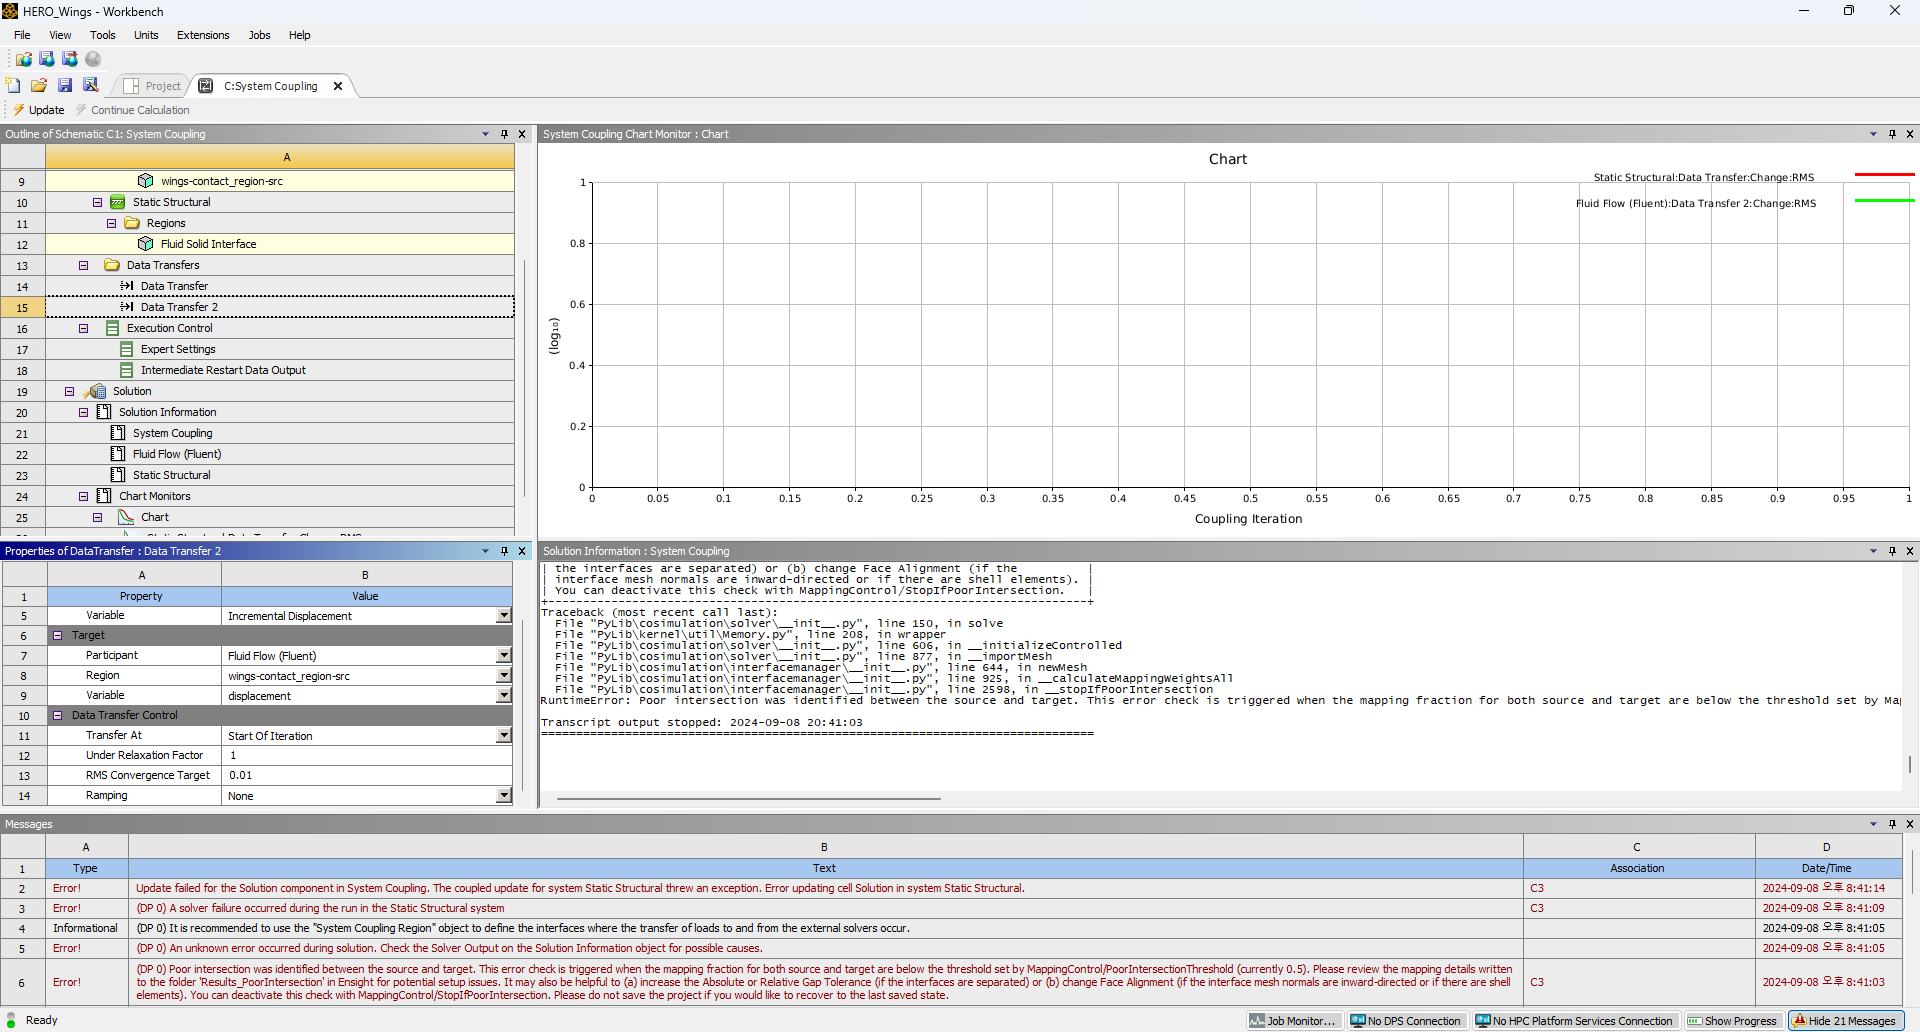 HERO_Wings - Workbench
File View Tools Units Extensions Jobs Help
Project C:System Coupling
Update Continue Calculation
Outline of Schematic C1: System Coupling
A
9 wings-contact_region-src
10 Static Structural
11 Regions
12 Fluid Solid Interface
13 Data Transfers
14 Data Transfer
15 Data Transfer 2
16 Execution Control
17 Expert Settings
18 Intermediate Restart Data Output
19 Solution
20 Solution Information
21 System Coupling
22 Fluid Flow (Fluent)
23 Static Structural
24 Chart Monitors
25 Chart
System Coupling Chart Monitor : Chart
Chart
Static Structural:Data Transfer:Change:RMS
Fluid Flow (Fluent):Data Transfer 2:Change:RMS
1
0.8
0.6
(log₁₀)
0.4
0.2
0
0 0.05 0.1 0.15 0.2 0.25 0.3 0.35 0.4 0.45 0.5 0.55 0.6 0.65 0.7 0.75 0.8 0.85 0.9 0.95 1
Coupling Iteration
Properties of DataTransfer : Data Transfer 2
A B
1 Property Value
5 Variable Incremental Displacement
6 Target
7 Participant Fluid Flow (Fluent)
8 Region wings-contact_region-src
9 Variable displacement
10 Data Transfer Control
11 Transfer At Start Of Iteration
12 Under Relaxation Factor 1
13 RMS Convergence Target 0.01
14 Ramping None
Solution Information : System Coupling
| the interfaces are separated) or (b) change Face Alignment (if the |
| interface mesh normals are inward-directed or if there are shell elements). |
| You can deactivate this check with MappingControl/StopIfPoorIntersection. |
+-----------------------------------------------------------------------------+
Traceback (most recent call last):
File "PyLib\cosimulation\solver\__init__.py", line 150, in solve
File "PyLib\kernel\util\Memory.py", line 208, in wrapper
File "PyLib\cosimulation\solver\__init__.py", line 606, in __initializeControlled
File "PyLib\cosimulation\solver\__init__.py", line 877, in __importMesh
File "PyLib\cosimulation\interfacemanager\__init__.py", line 644, in newMesh
File "PyLib\cosimulation\interfacemanager\__init__.py", line 925, in __calculateMappingWeightsAll
File "PyLib\cosimulation\interfacemanager\__init__.py", line 2598, in __stopIfPoorIntersection
RuntimeError: Poor intersection was identified between the source and target. This error check is triggered when the mapping fraction for both source and target are below the threshold set by Map
Transcript output stopped: 2024-09-08 20:41:03
===============================================================================
Messages
A B C D
1 Type Text Association Date/Time
2 Error! Update failed for the Solution component in System Coupling. The coupled update for system Static Structural threw an exception. Error updating cell Solution in system Static Structural. C3 2024-09-08 오후 8:41:14
3 Error! (DP 0) A solver failure occurred during the run in the Static Structural system C3 2024-09-08 오후 8:41:09
4 Informational (DP 0) It is recommended to use the "System Coupling Region" object to define the interfaces where the transfer of loads to and from the external solvers occur. 2024-09-08 오후 8:41:05
5 Error! (DP 0) An unknown error occurred during solution. Check the Solver Output on the Solution Information object for possible causes. 2024-09-08 오후 8:41:05
6 Error! (DP 0) Poor intersection was identified between the source and target. This error check is triggered when the mapping fraction for both source and target are below the threshold set by MappingControl/PoorIntersectionThreshold (currently 0.5). Please review the mapping details written
to the folder 'Results_PoorIntersection' in Ensight for potential setup issues. It may also be helpful to (a) increase the Absolute or Relative Gap Tolerance (if the interfaces are separated) or (b) change Face Alignment (if the interface mesh normals are inward-directed or if there are shell
elements). You can deactivate this check with MappingControl/StopIfPoorIntersection. Please do not save the project if you would like to recover to the last saved state. C3 2024-09-08 오후 8:41:03
Ready Job Monitor... No DPS Connection No HPC Platform Services Connection Show Progress Hide 21 Messages